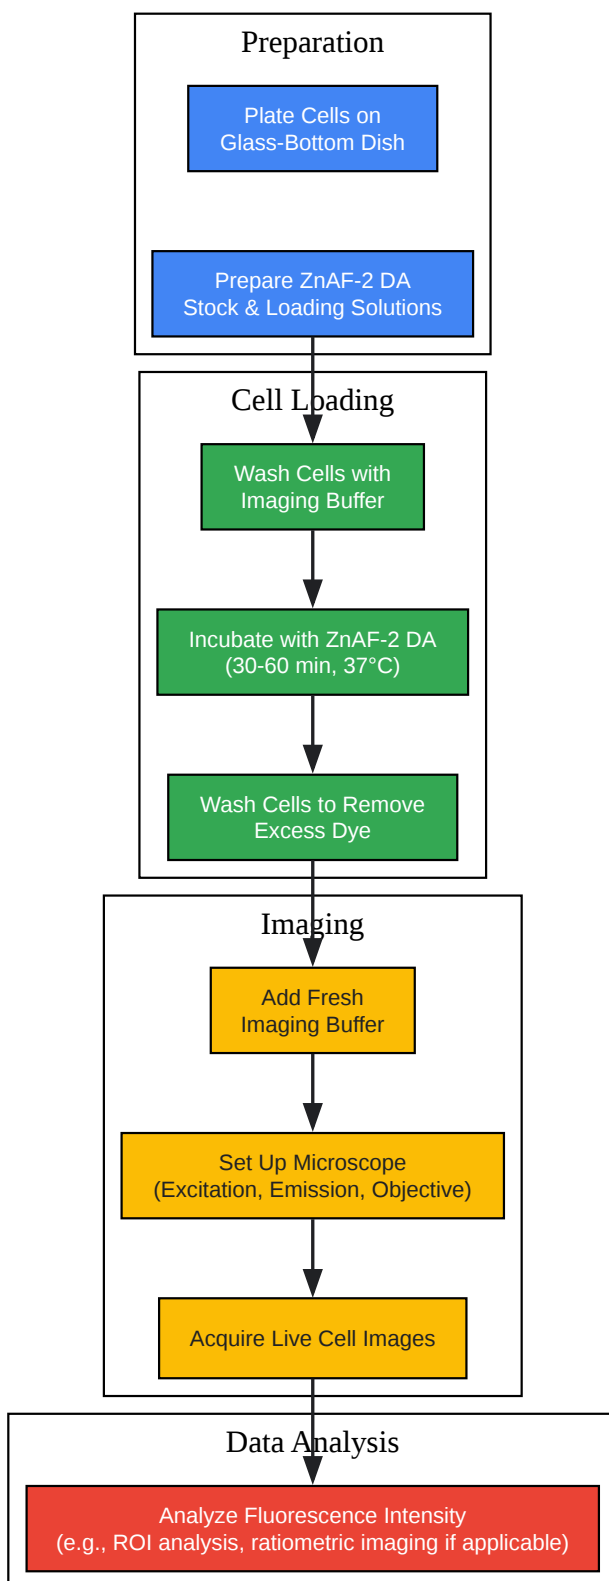 Preparation
Plate Cells on
Glass-Bottom Dish
Prepare ZnAF-2 DA
Stock & Loading Solutions
Cell Loading
Wash Cells with
Imaging Buffer
Incubate with ZnAF-2 DA
(30-60 min, 37°C)
Wash Cells to Remove
Excess Dye
Imaging
Add Fresh
Imaging Buffer
Set Up Microscope
(Excitation, Emission, Objective)
Acquire Live Cell Images
Data Analysis
Analyze Fluorescence Intensity
(e.g., ROI analysis, ratiometric imaging if applicable)